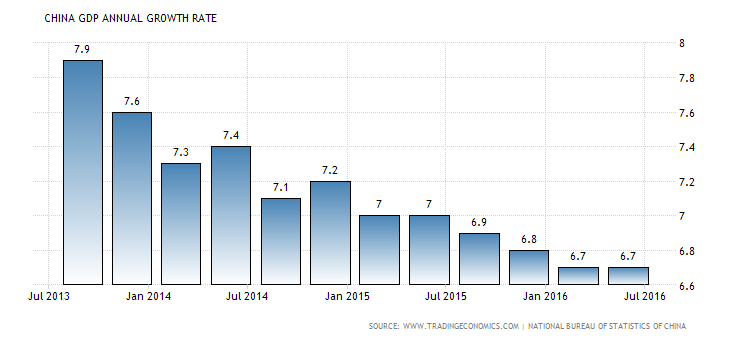 CHINA GDP ANNUAL GROWTH RATE
8
7.9
7.8
7.6
7.6
7.4
7.4
7.3
7.2
7.2
7.1
7
7
7
6.9
6.8
6.8
6.7
6.7
6.6
Jul 2013
Jan 2014
Jul 2014
Jan 2015
Jul 2015
Jan 2016
Jul 2016
SOURCE: WWW.TRADINGECONOMICS.COM | NATIONAL BUREAU OF STATISTICS OF CHINA